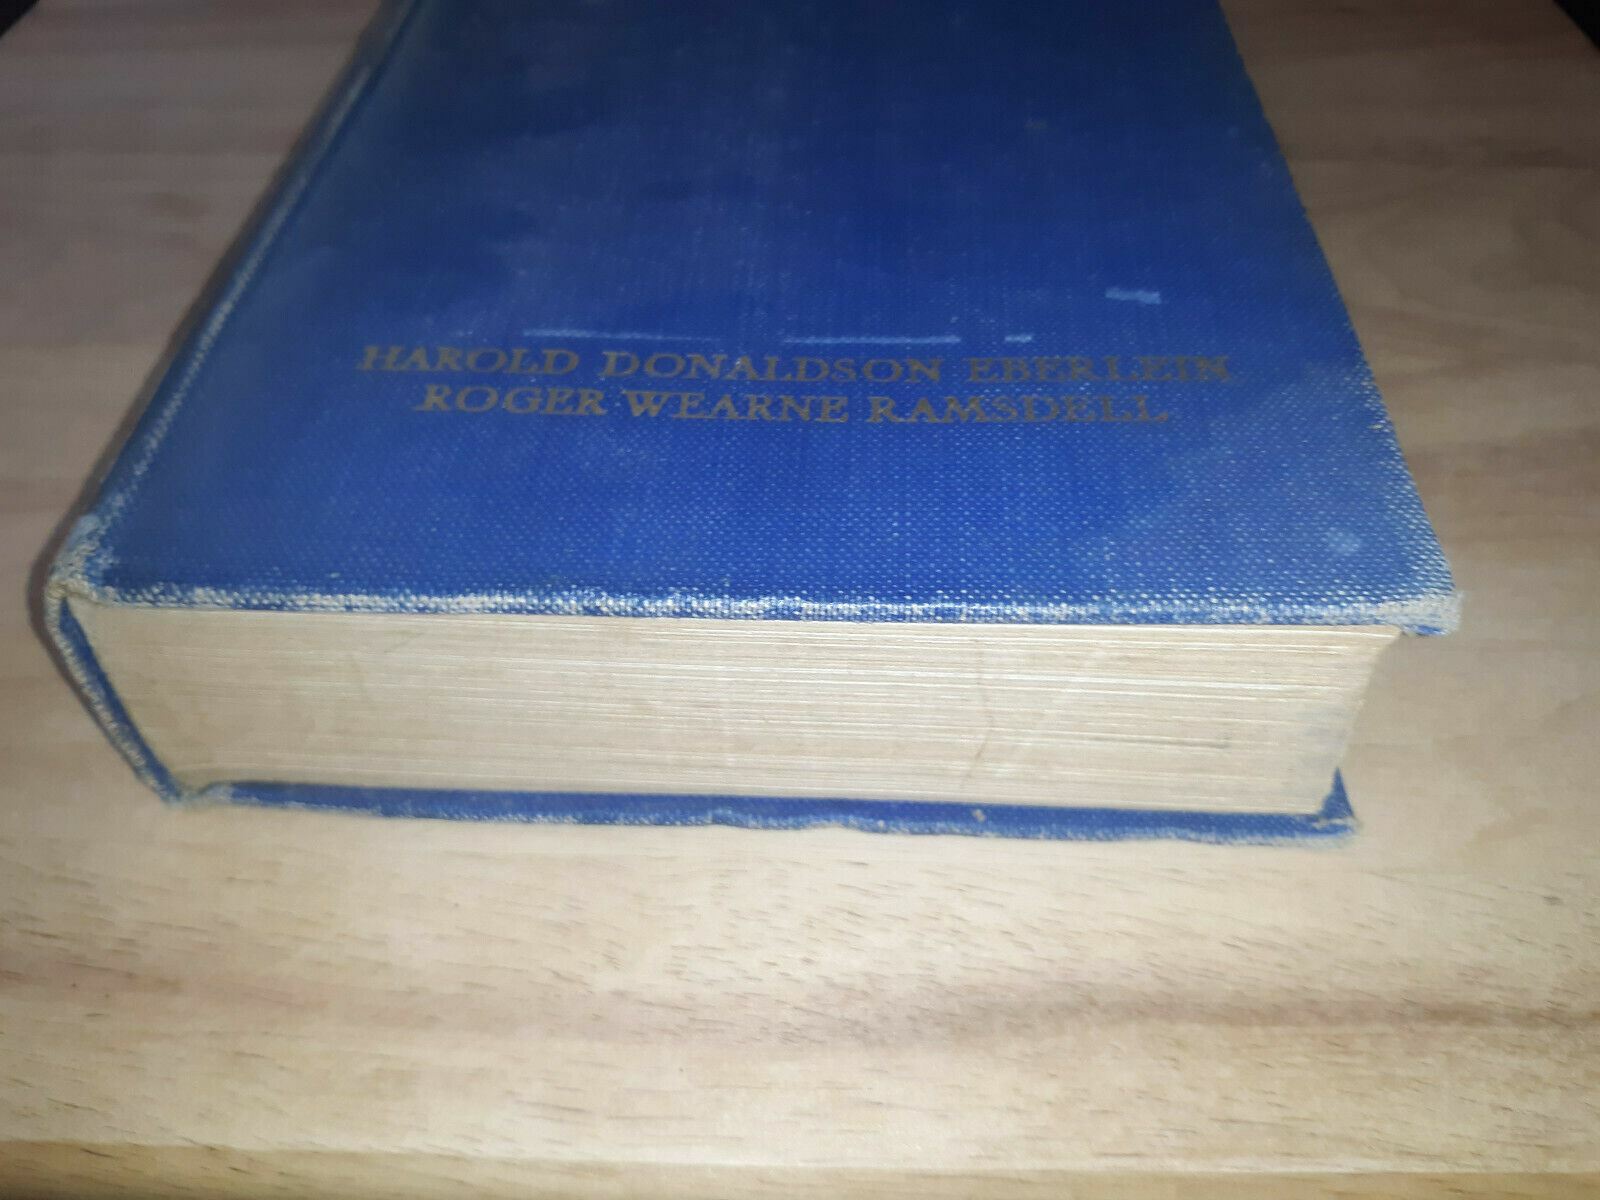 HAROLD DONALDSON EBERLEIN
ROGER WEARNE RAMSDELL